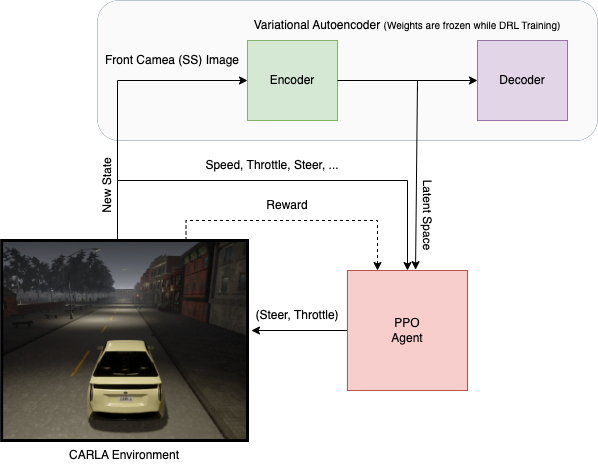 Variational Autoencoder (Weights are frozen while DRL Training)
Front Camea (SS) Image
Encoder
Decoder
New State
Speed, Throttle, Steer, ...
Latent Space
Reward
(Steer, Throttle)
PPO
Agent
CARLA Environment